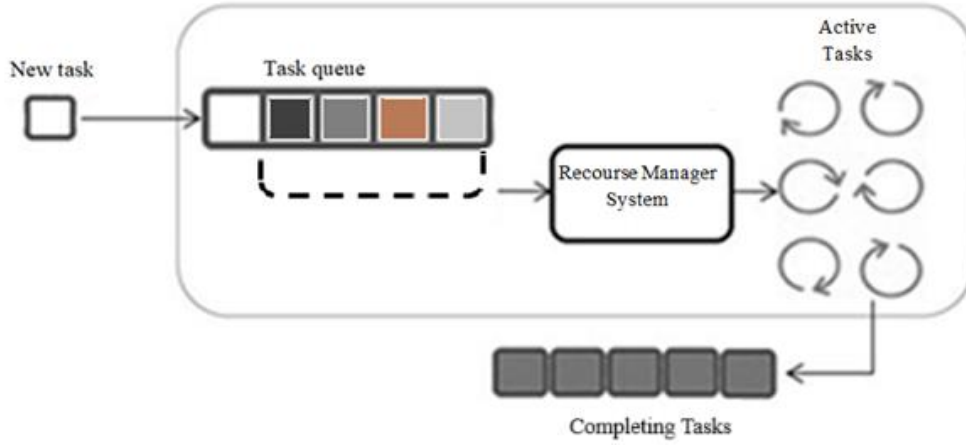 New task
Task queue
Recourse Manager
System
Active
Tasks
Completing Tasks